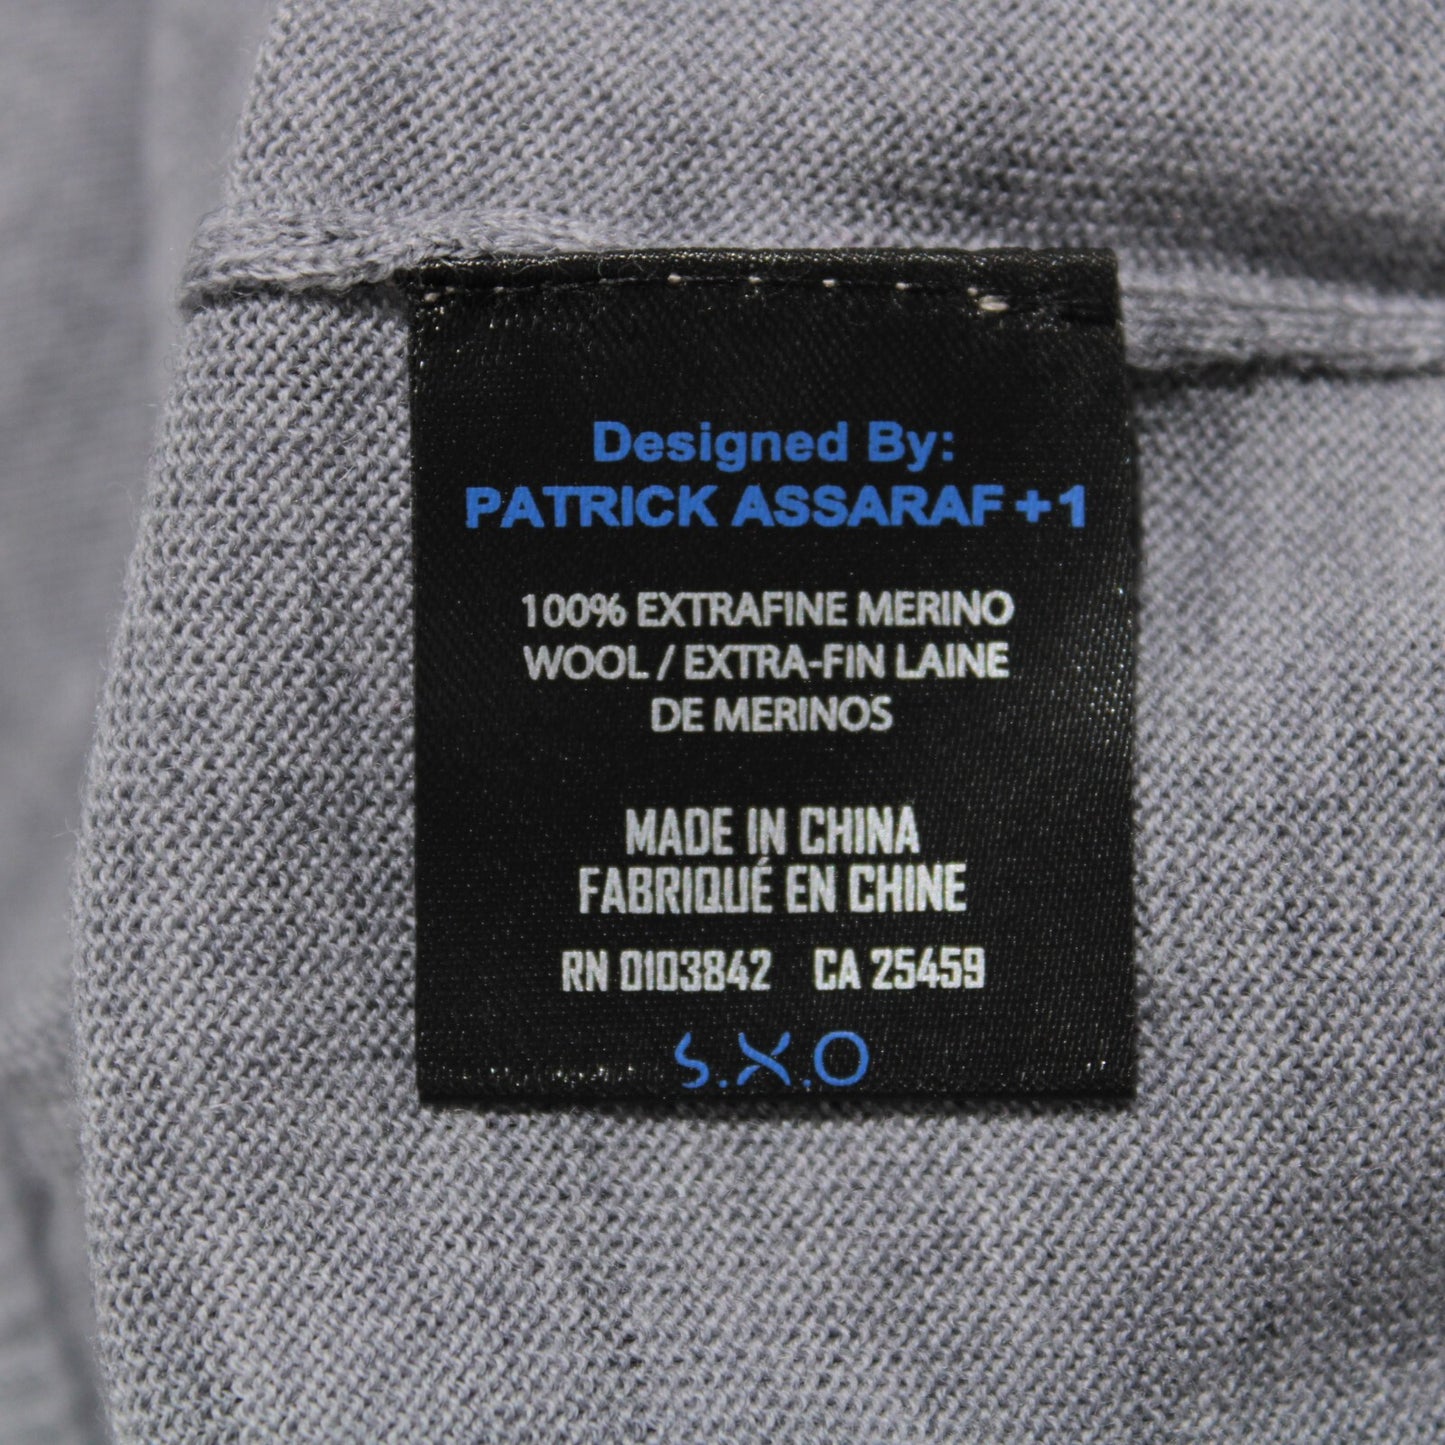 Designed By:
PATRICK ASSARAF + 1
100% EXTRAFINE MERINO
WOOL / EXTRA-FIN LAINE
DE MERINOS
MADE IN CHINA
FABRIQUÉ EN CHINE
RN 0103842 CA 25459
S.X.O